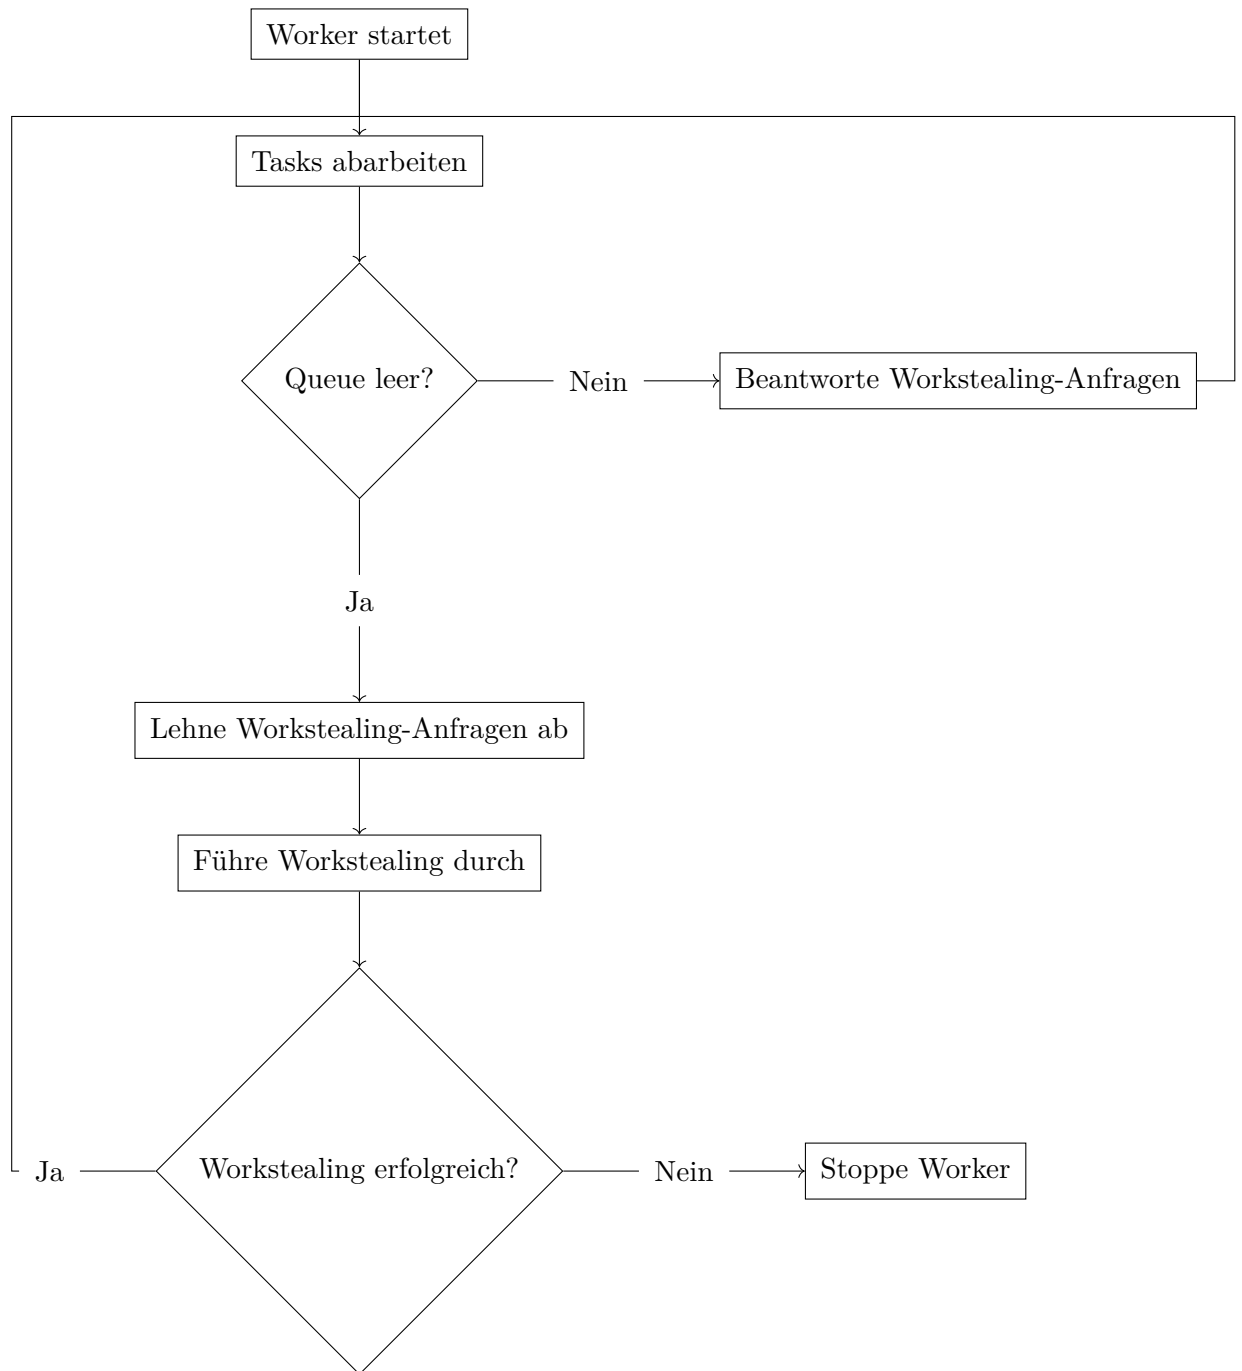 Worker startet
Tasks abarbeiten
Queue leer?
Nein
Beantworte Workstealing-Anfragen
Ja
Lehne Workstealing-Anfragen ab
Führe Workstealing durch
Ja
Workstealing erfolgreich?
Nein
Stoppe Worker